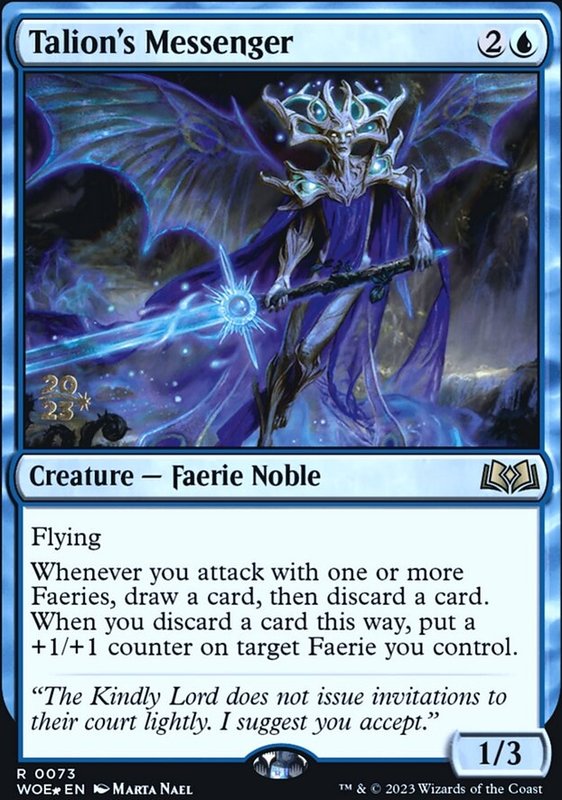 Talion's Messenger 2
20
23
Creature — Faerie Noble
Flying
Whenever you attack with one or more
Faeries, draw a card, then discard a card.
When you discard a card this way, put a
+1/+1 counter on target Faerie you control.
“The Kindly Lord does not issue invitations to
their court lightly. I suggest you accept.”
1/3
R 0073
WOE★EN MARTA NAEL ™ & © 2023 Wizards of the Coast